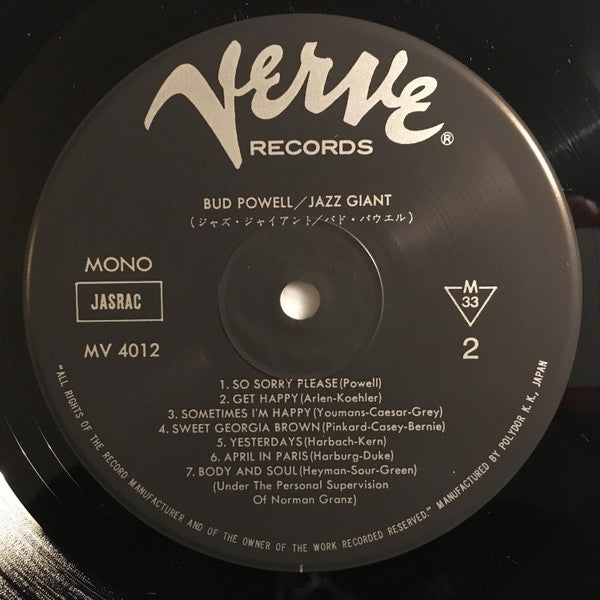 Verve®
RECORDS
BUD POWELL/JAZZ GIANT
(ジャズ・ジャイアント/バド・パウエル)
MONO
JASRAC
MV 4012
M
33
2
1. SO SORRY PLEASE(Powell)
2. GET HAPPY(Arlen-Koehler)
3. SOMETIMES I'M HAPPY(Youmans-Caesar-Grey)
4. SWEET GEORGIA BROWN(Pinkard-Casey-Bernie)
5. YESTERDAYS(Harbach-Kern)
6. APRIL IN PARIS(Harburg-Duke)
7. BODY AND SOUL(Heyman-Sour-Green)
(Under The Personal Supervision
Of Norman Granz)
"ALL RIGHTS OF THE RECORD MANUFACTURER AND OF THE OWNER OF THE WORK RECORDED RESERVED." MANUFACTURED BY POLYDOR K.K., JAPAN